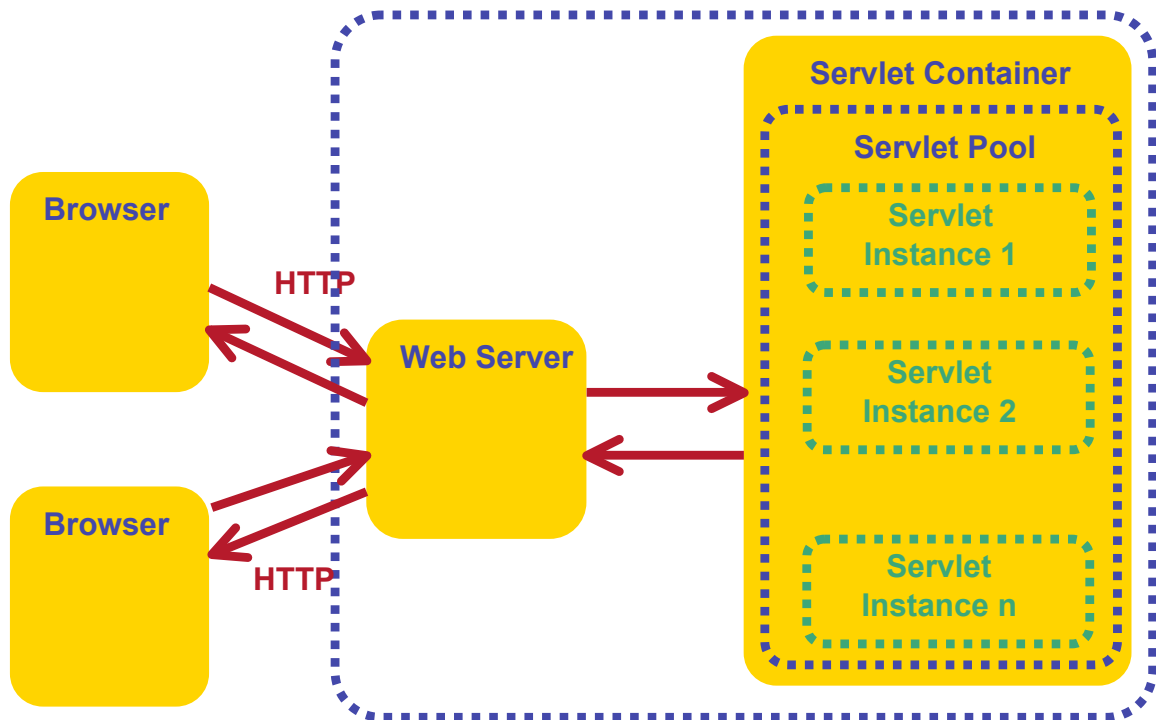 Servlet Container
Servlet Pool
Servlet
Instance 1
Browser
HTTP
Web Server
Servlet
Instance 2
Browser
HTTP
Servlet
Instance n